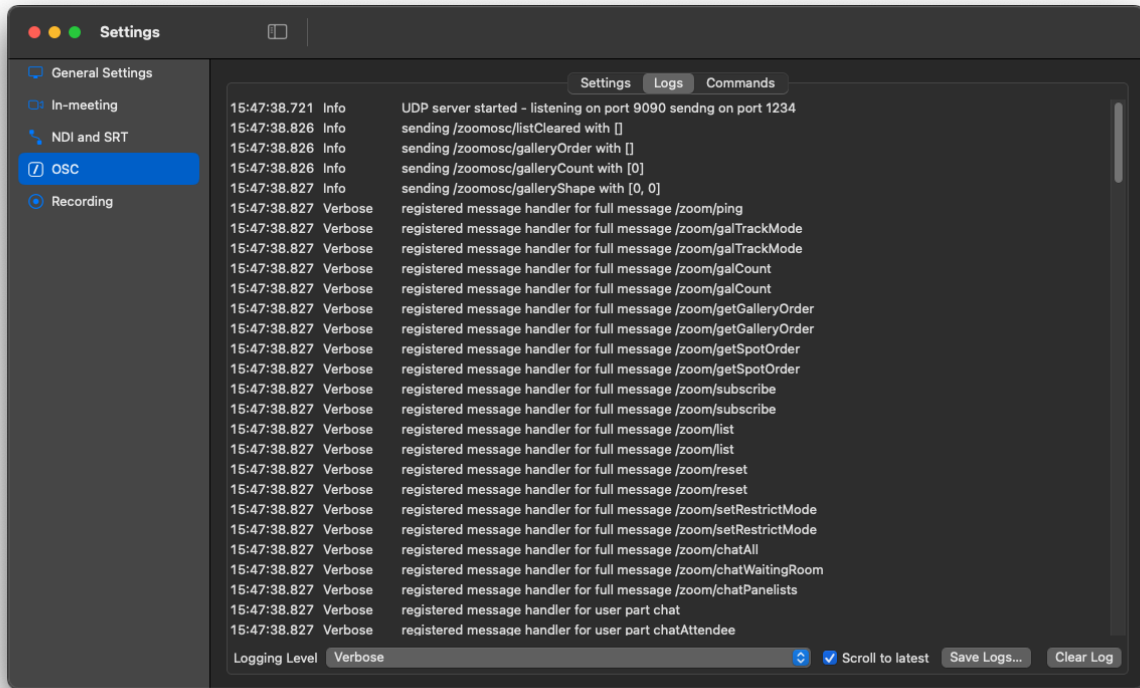 Settings
General Settings
In-meeting
NDI and SRT
OSC
Recording
Settings Logs Commands
15:47:38.721 Info UDP server started - listening on port 9090 sendng on port 1234
15:47:38.826 Info sending /zoomosc/listCleared with []
15:47:38.826 Info sending /zoomosc/galleryOrder with []
15:47:38.826 Info sending /zoomosc/galleryCount with [0]
15:47:38.827 Info sending /zoomosc/galleryShape with [0, 0]
15:47:38.827 Verbose registered message handler for full message /zoom/ping
15:47:38.827 Verbose registered message handler for full message /zoom/galTrackMode
15:47:38.827 Verbose registered message handler for full message /zoom/galTrackMode
15:47:38.827 Verbose registered message handler for full message /zoom/galCount
15:47:38.827 Verbose registered message handler for full message /zoom/galCount
15:47:38.827 Verbose registered message handler for full message /zoom/getGalleryOrder
15:47:38.827 Verbose registered message handler for full message /zoom/getGalleryOrder
15:47:38.827 Verbose registered message handler for full message /zoom/getSpotOrder
15:47:38.827 Verbose registered message handler for full message /zoom/getSpotOrder
15:47:38.827 Verbose registered message handler for full message /zoom/subscribe
15:47:38.827 Verbose registered message handler for full message /zoom/subscribe
15:47:38.827 Verbose registered message handler for full message /zoom/list
15:47:38.827 Verbose registered message handler for full message /zoom/list
15:47:38.827 Verbose registered message handler for full message /zoom/reset
15:47:38.827 Verbose registered message handler for full message /zoom/reset
15:47:38.827 Verbose registered message handler for full message /zoom/setRestrictMode
15:47:38.827 Verbose registered message handler for full message /zoom/setRestrictMode
15:47:38.827 Verbose registered message handler for full message /zoom/chatAll
15:47:38.827 Verbose registered message handler for full message /zoom/chatWaitingRoom
15:47:38.827 Verbose registered message handler for full message /zoom/chatPanelists
15:47:38.827 Verbose registered message handler for user part chat
15:47:38.827 Verbose registered message handler for user part chatAttendee
Logging Level Verbose Scroll to latest Save Logs... Clear Log